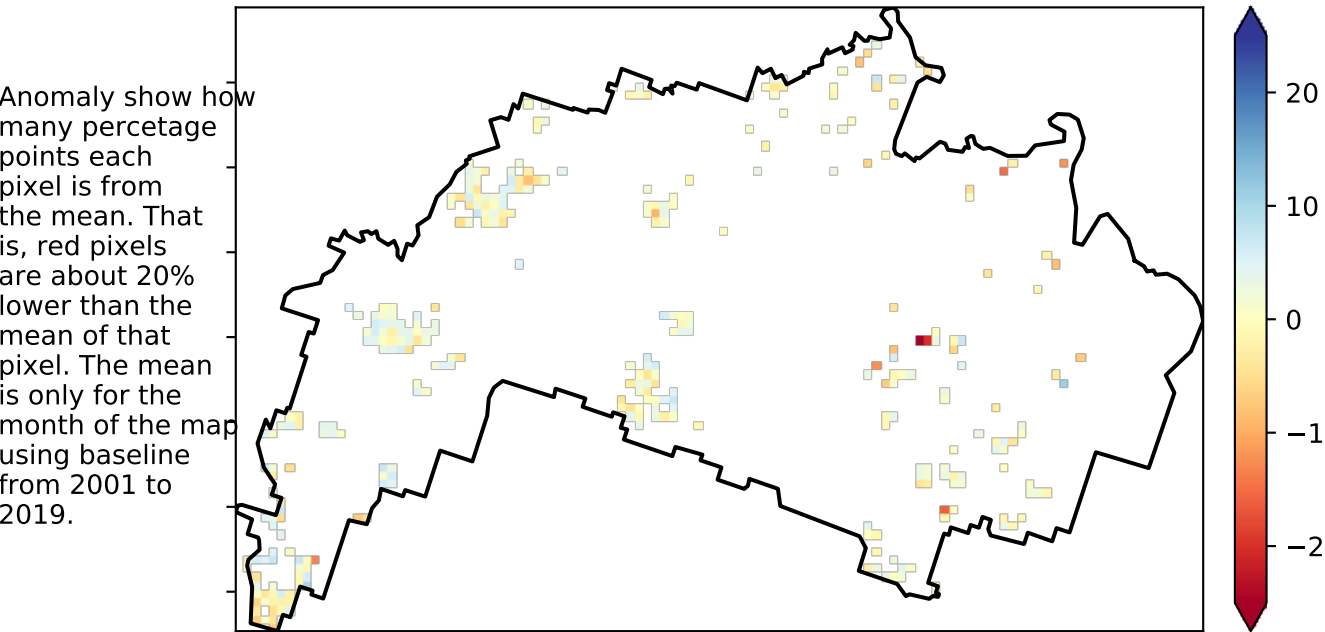 Anomaly show how
many percetage
points each
pixel is from
the mean. That
is, red pixels
are about 20%
lower than the
mean of that
pixel. The mean
is only for the
month of the map
using baseline
from 2001 to
2019.
20
10
0
−1
−2